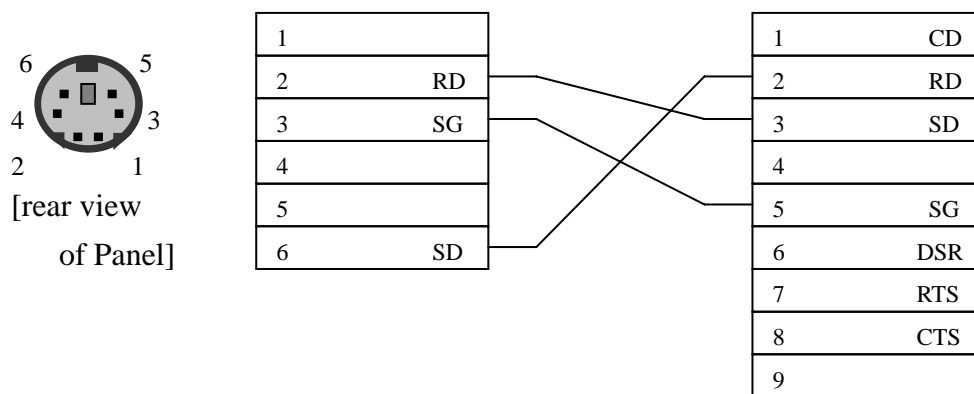 6 5
4 3
2 1
[rear view
of Panel]
1
2 RD
3 SG
4
5
6 SD
1 CD
2 RD
3 SD
4
5 SG
6 DSR
7 RTS
8 CTS
9